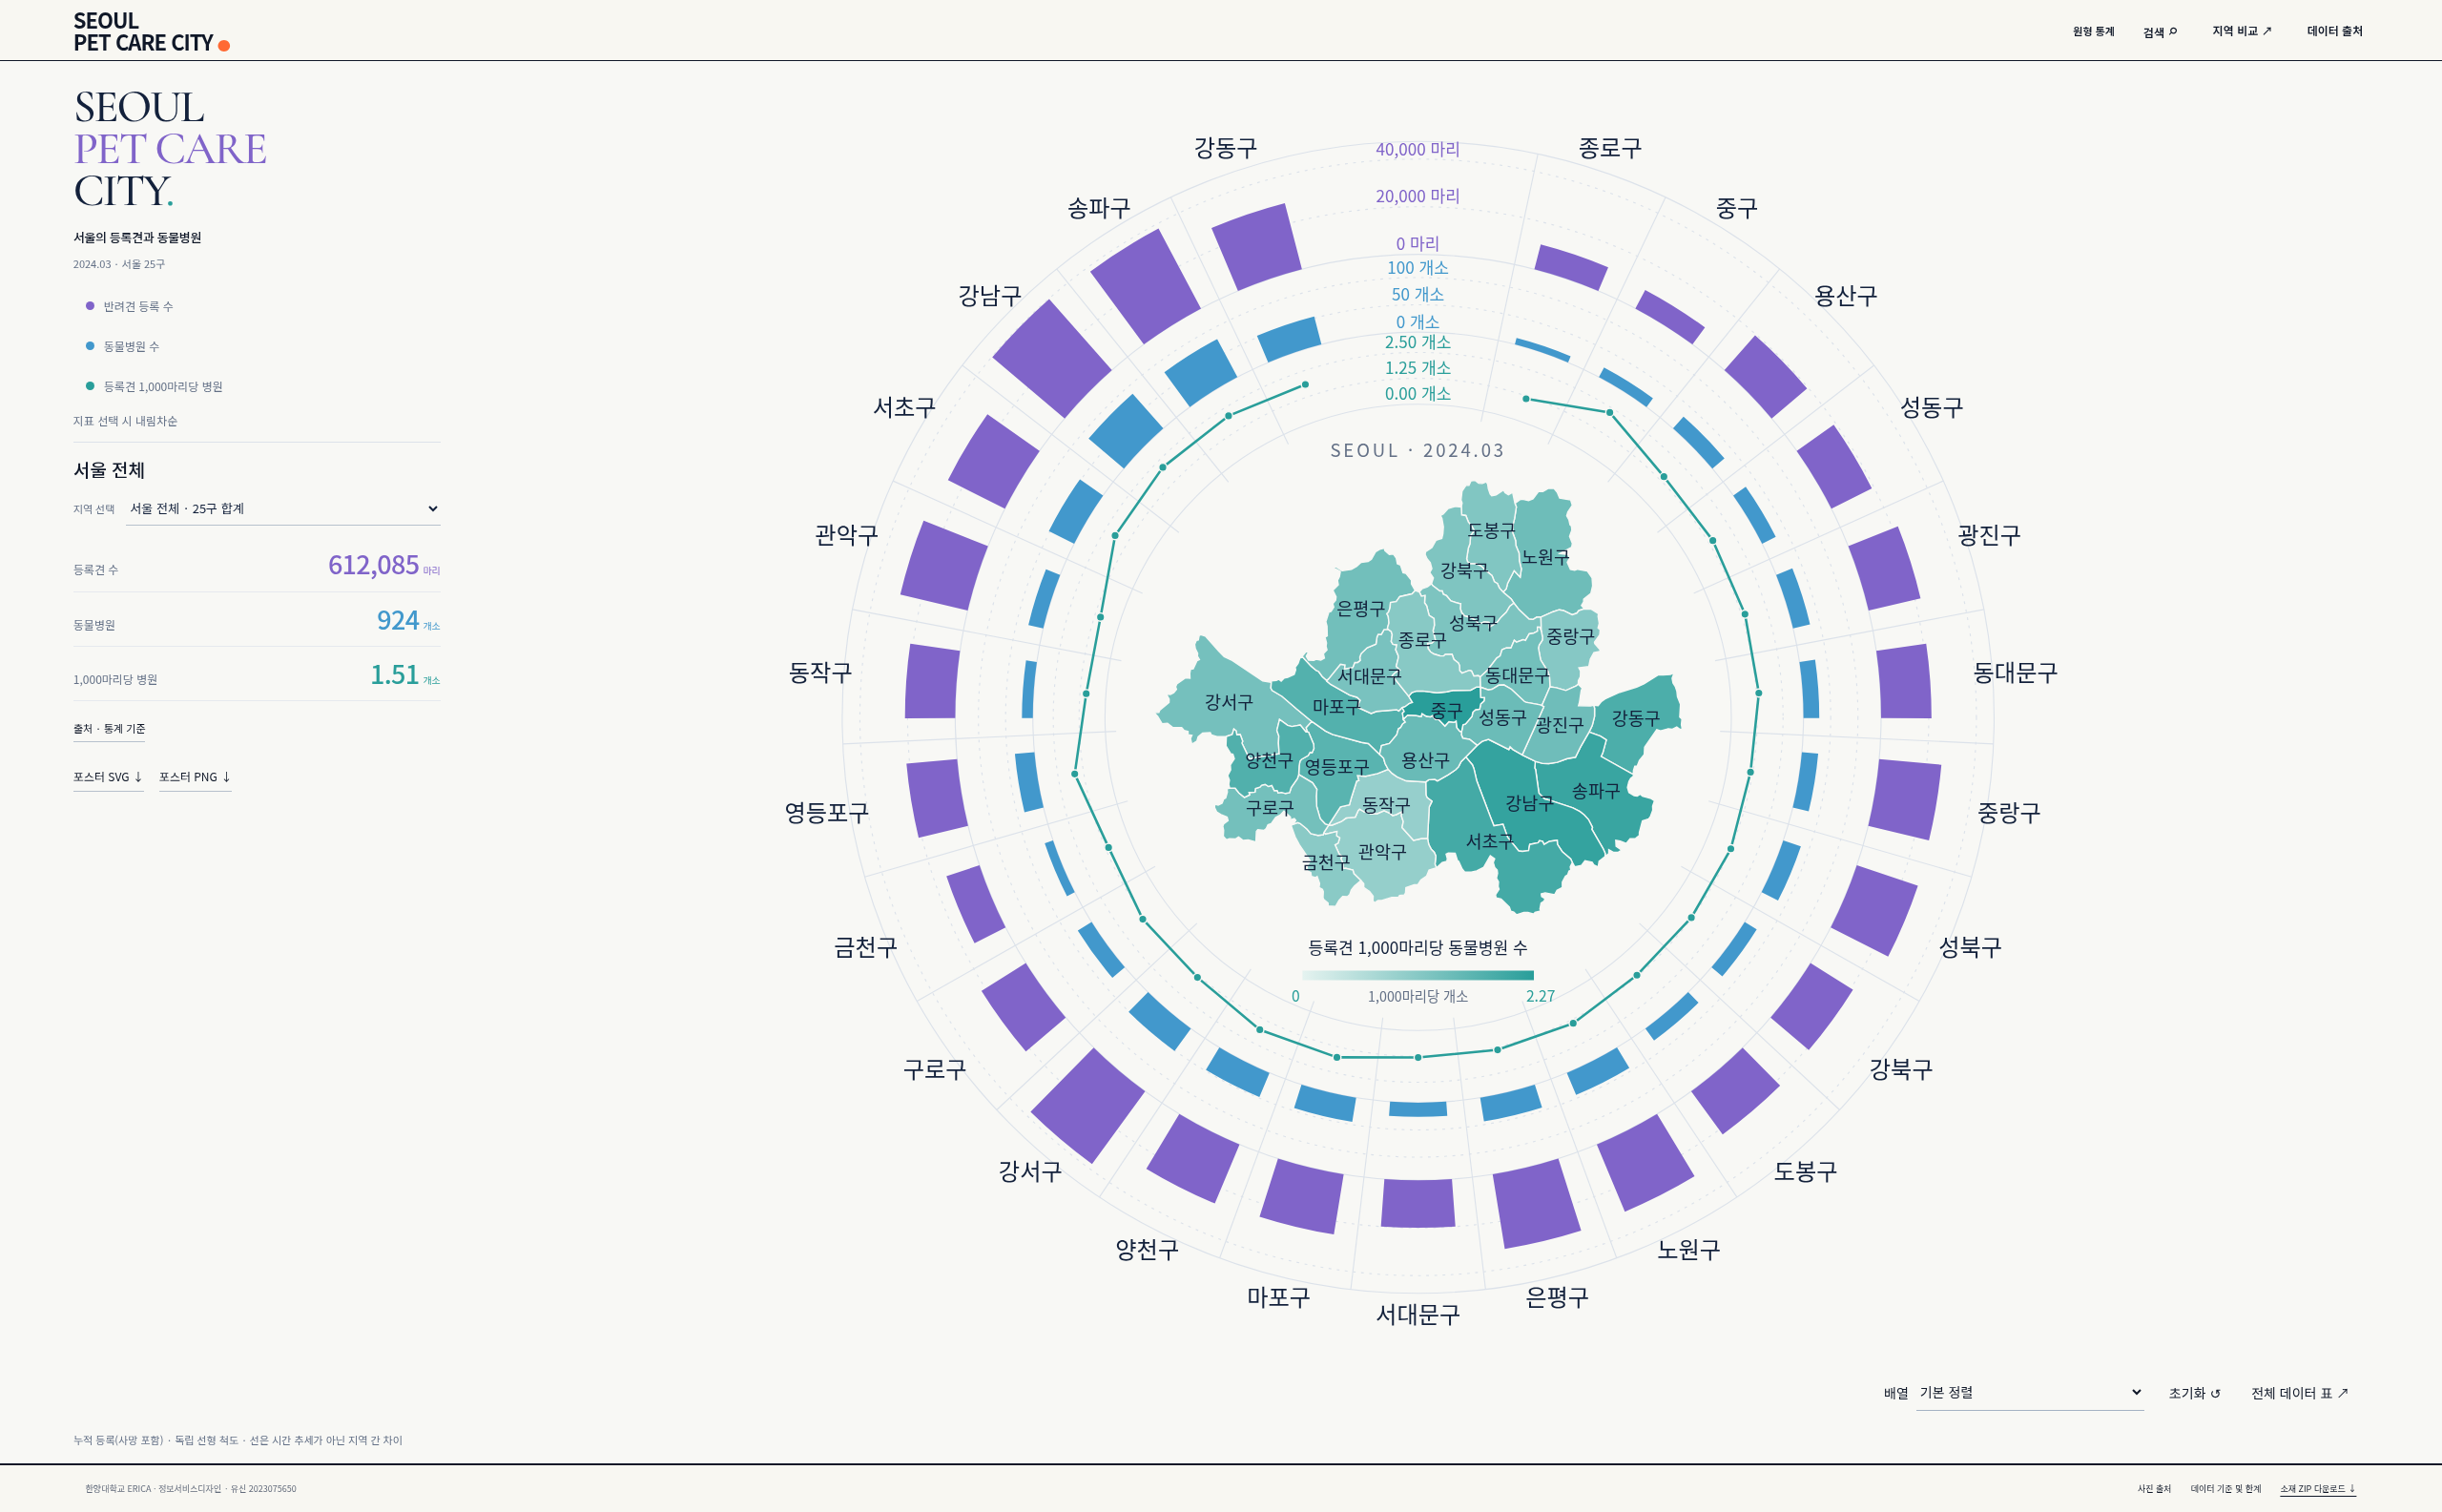 SEOUL
PET CARE CITY
원형 통계
검색
지역 비교 ↗
데이터 출처
SEOUL
PET CARE
CITY.
서울의 등록견과 동물병원
2024.03 · 서울 25구
반려견 등록 수
동물병원 수
등록견 1,000마리당 병원
지표 선택 시 내림차순
서울 전체
지역 선택 서울 전체 · 25구 합계
등록견 수 612,085 마리
동물병원 924 개소
1,000마리당 병원 1.51 개소
출처 · 통계 기준
포스터 SVG ↓ 포스터 PNG ↓
40,000 마리
20,000 마리
0 마리
100 개소
50 개소
0 개소
2.50 개소
1.25 개소
0.00 개소
종로구
중구
용산구
성동구
광진구
동대문구
중랑구
성북구
강북구
도봉구
노원구
은평구
서대문구
마포구
양천구
강서구
구로구
금천구
영등포구
동작구
관악구
서초구
강남구
송파구
강동구
SEOUL · 2024.03
도봉구
노원구
강북구
은평구
성북구
종로구
중랑구
서대문구
동대문구
강서구
마포구
중구
성동구
광진구
강동구
양천구
영등포구
용산구
송파구
구로구
동작구
강남구
서초구
금천구
관악구
등록견 1,000마리당 동물병원 수
0 1,000마리당 개소 2.27
배열 기본 정렬 초기화 ↺ 전체 데이터 표 ↗
누적 등록(사망 포함) · 독립 선형 척도 · 선은 시간 추세가 아닌 지역 간 차이
한양대학교 ERICA · 정보서비스디자인 · 유신 2023075650
사진 출처
데이터 기준 및 한계
소재 ZIP 다운로드 ↓